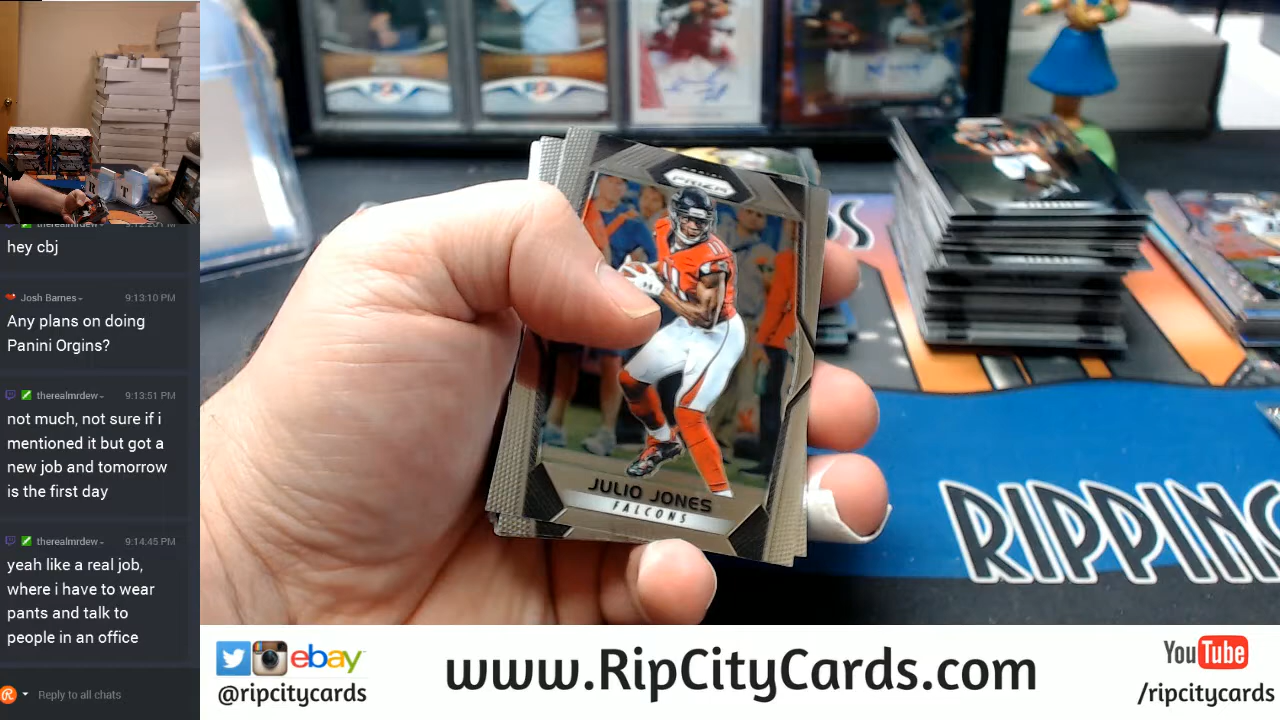 hey cbj
Josh Barnes
9:13:10 PM
Any plans on doing
Panini Orgins?
therealmrdew
9:13:51 PM
not much, not sure if i
mentioned it but got a
new job and tomorrow
is the first day
therealmrdew
9:14:45 PM
yeah like a real job,
where i have to wear
pants and talk to
people in an office
Reply to all chats
PRIZM
11
JULIO JONES
FALCONS
RIPPING
ebay
@ripcitycards
www.RipCityCards.com
YouTube
/ripcitycards